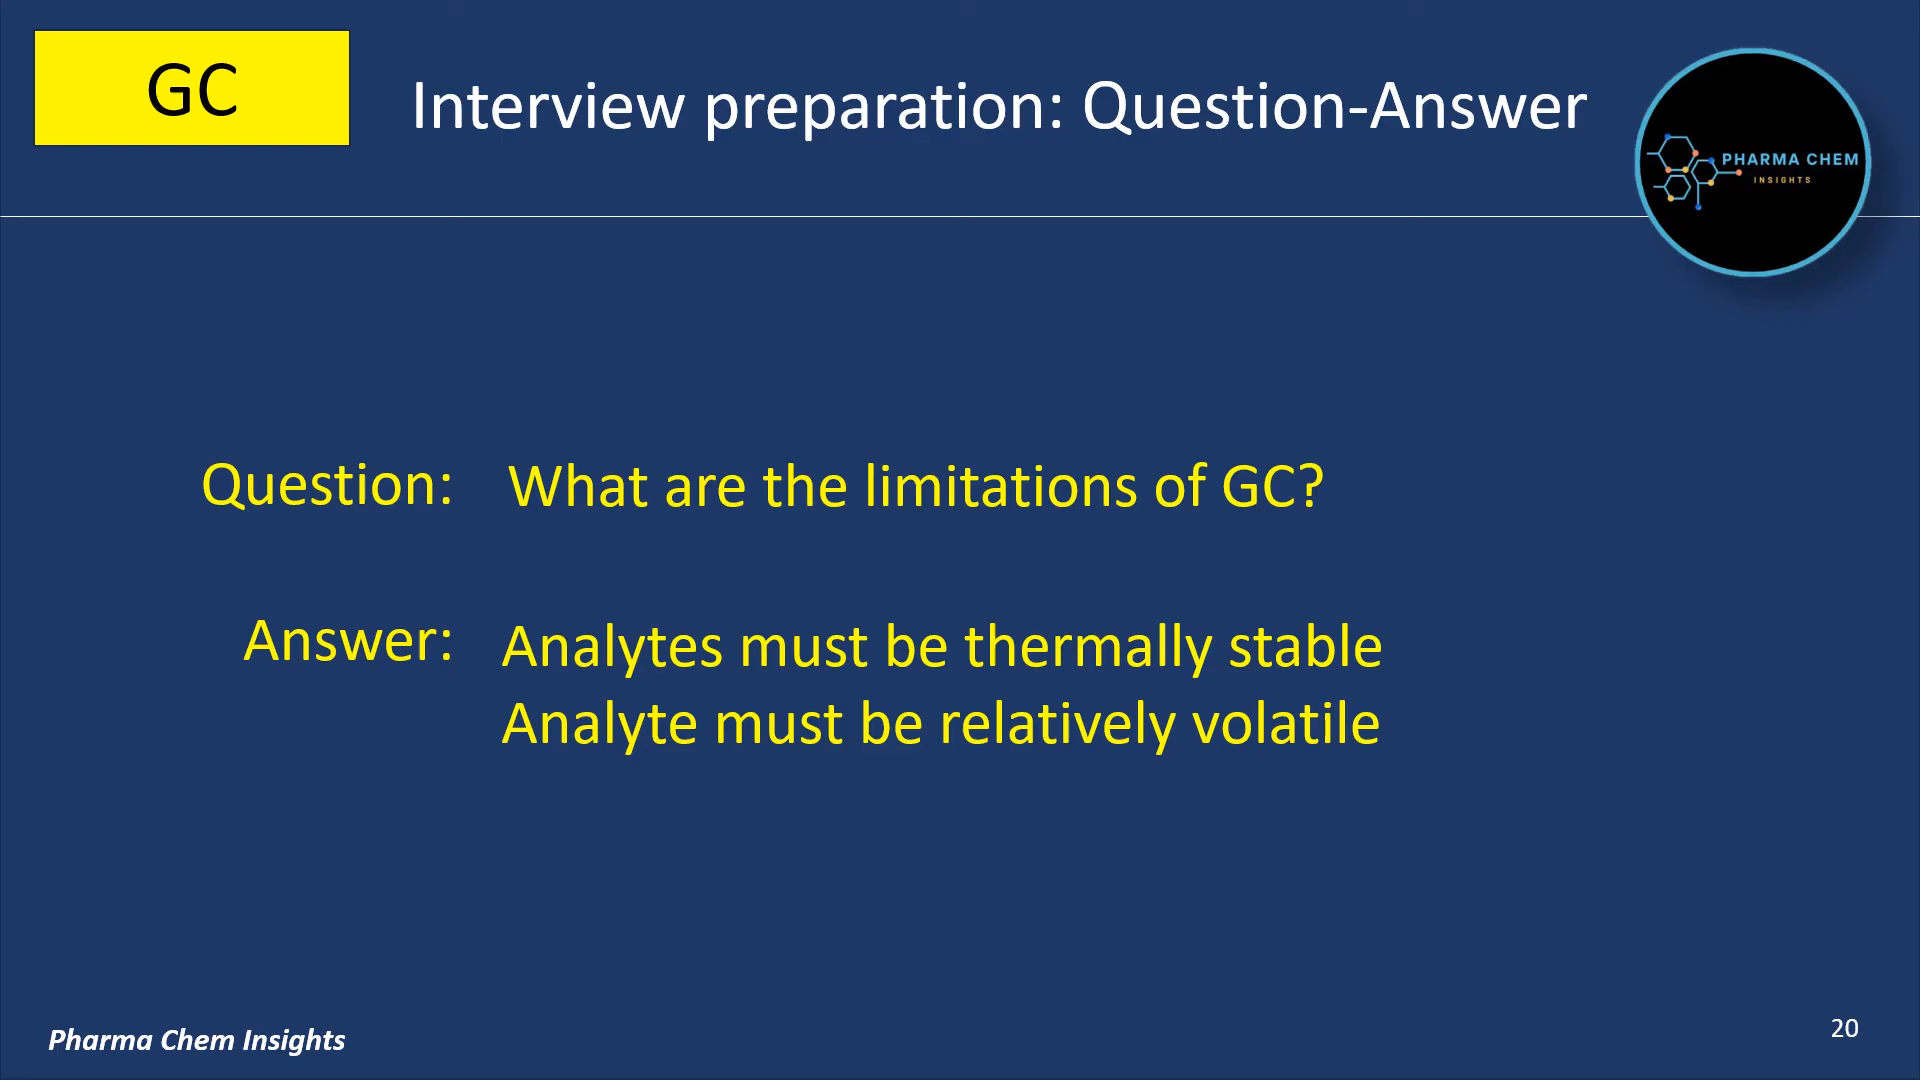 GC
Interview preparation: Question-Answer
PHARMA CHEM
INSIGHTS
Question: What are the limitations of GC?
Answer: Analytes must be thermally stable
Analyte must be relatively volatile
Pharma Chem Insights
20